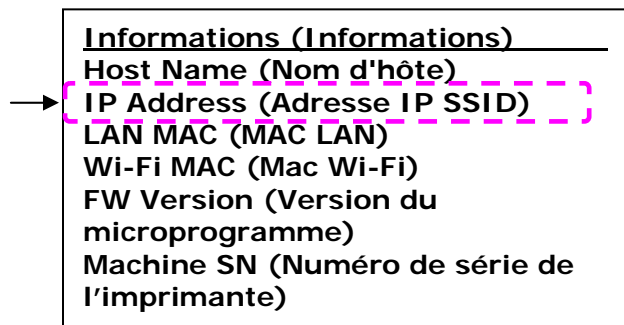 Informations (Informations)
Host Name (Nom d'hôte)
IP Address (Adresse IP SSID)
LAN MAC (MAC LAN)
Wi-Fi MAC (Mac Wi-Fi)
FW Version (Version du
microprogramme)
Machine SN (Numéro de série de
l’imprimante)